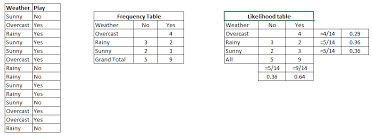 Weather Play
Sunny No
Overcast Yes
Rainy Yes
Sunny Yes
Sunny Yes
Overcast Yes
Rainy No
Rainy No
Sunny Yes
Rainy Yes
Sunny No
Overcast Yes
Overcast Yes
Rainy No
Frequency Table
Weather No Yes
Overcast 4
Rainy 3 2
Sunny 2 3
Grand Total 5 9
Likelihood table
Weather No Yes
Overcast 4 =4/14 0.29
Rainy 3 2 =5/14 0.36
Sunny 2 3 =5/14 0.36
All 5 9
=5/14 =9/14
0.36 0.64